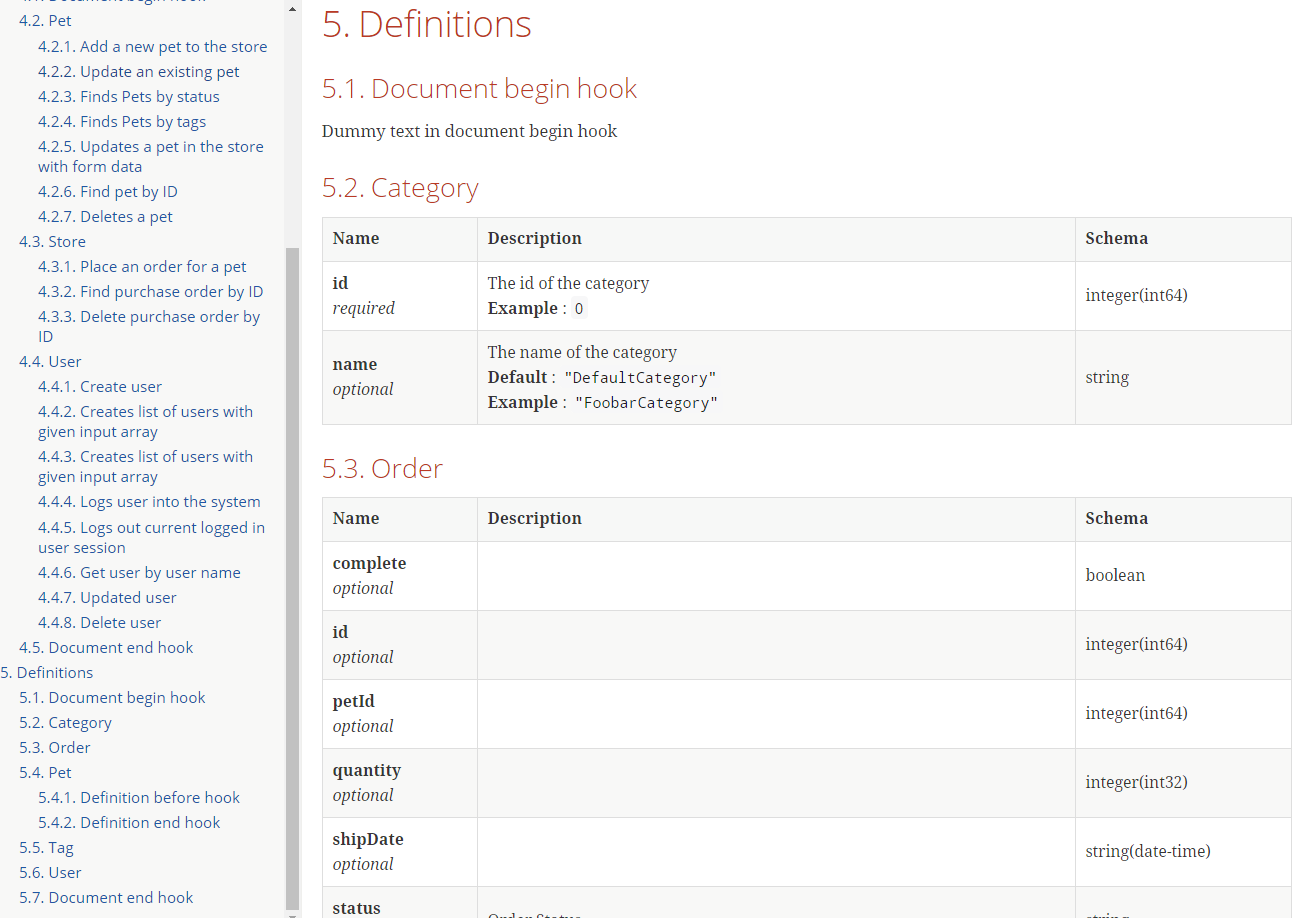 4.1. Document begin hook
4.2. Pet
4.2.1. Add a new pet to the store
4.2.2. Update an existing pet
4.2.3. Finds Pets by status
4.2.4. Finds Pets by tags
4.2.5. Updates a pet in the store
with form data
4.2.6. Find pet by ID
4.2.7. Deletes a pet
4.3. Store
4.3.1. Place an order for a pet
4.3.2. Find purchase order by ID
4.3.3. Delete purchase order by
ID
4.4. User
4.4.1. Create user
4.4.2. Creates list of users with
given input array
4.4.3. Creates list of users with
given input array
4.4.4. Logs user into the system
4.4.5. Logs out current logged in
user session
4.4.6. Get user by user name
4.4.7. Updated user
4.4.8. Delete user
4.5. Document end hook
5. Definitions
5.1. Document begin hook
5.2. Category
5.3. Order
5.4. Pet
5.4.1. Definition before hook
5.4.2. Definition end hook
5.5. Tag
5.6. User
5.7. Document end hook
5. Definitions
5.1. Document begin hook
Dummy text in document begin hook
5.2. Category
Name Description Schema
id
required
The id of the category
Example : 0
integer(int64)
name
optional
The name of the category
Default : "DefaultCategory"
Example : "FoobarCategory"
string
5.3. Order
Name Description Schema
complete
optional
boolean
id
optional
integer(int64)
petId
optional
integer(int64)
quantity
optional
integer(int32)
shipDate
optional
string(date-time)
status
Order Status
string